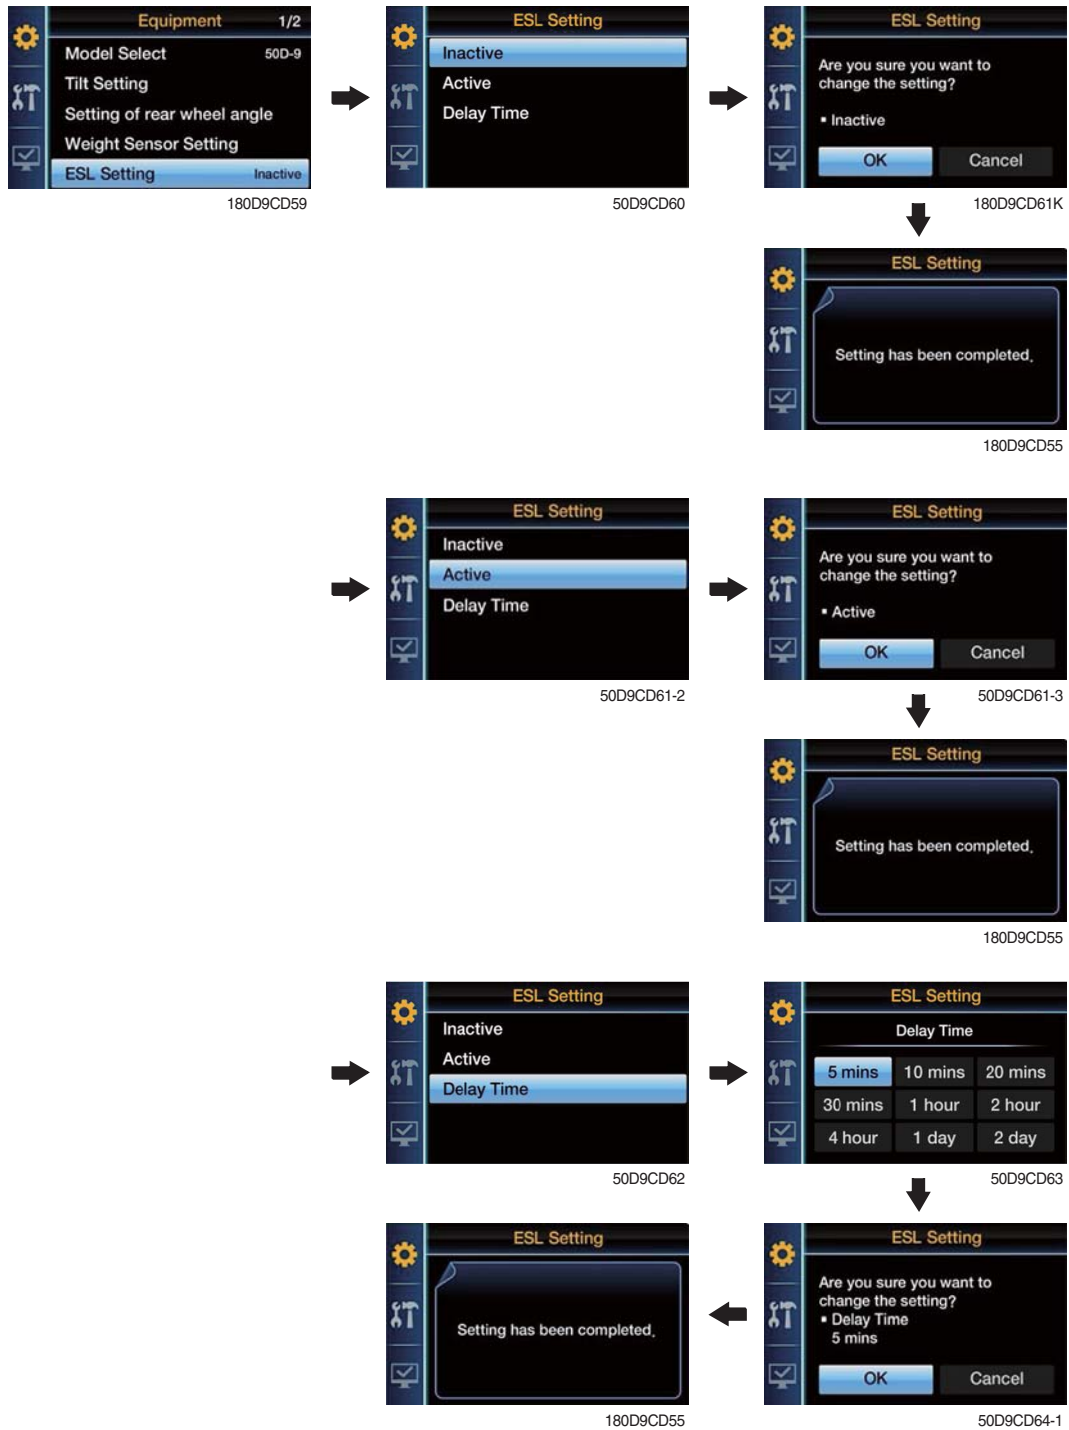 Equipment 1/2
Model Select 50D-9
Tilt Setting
Setting of rear wheel angle
Weight Sensor Setting
ESL Setting Inactive
180D9CD59
ESL Setting
Inactive
Active
Delay Time
50D9CD60
ESL Setting
Are you sure you want to
change the setting?
▪ Inactive
OK Cancel
180D9CD61K
ESL Setting
Setting has been completed.
180D9CD55
ESL Setting
Inactive
Active
Delay Time
50D9CD61-2
ESL Setting
Are you sure you want to
change the setting?
▪ Active
OK Cancel
50D9CD61-3
ESL Setting
Setting has been completed.
180D9CD55
ESL Setting
Inactive
Active
Delay Time
50D9CD62
ESL Setting
Delay Time
5 mins 10 mins 20 mins
30 mins 1 hour 2 hour
4 hour 1 day 2 day
50D9CD63
ESL Setting
Are you sure you want to
change the setting?
▪ Delay Time
5 mins
OK Cancel
50D9CD64-1
ESL Setting
Setting has been completed.
180D9CD55